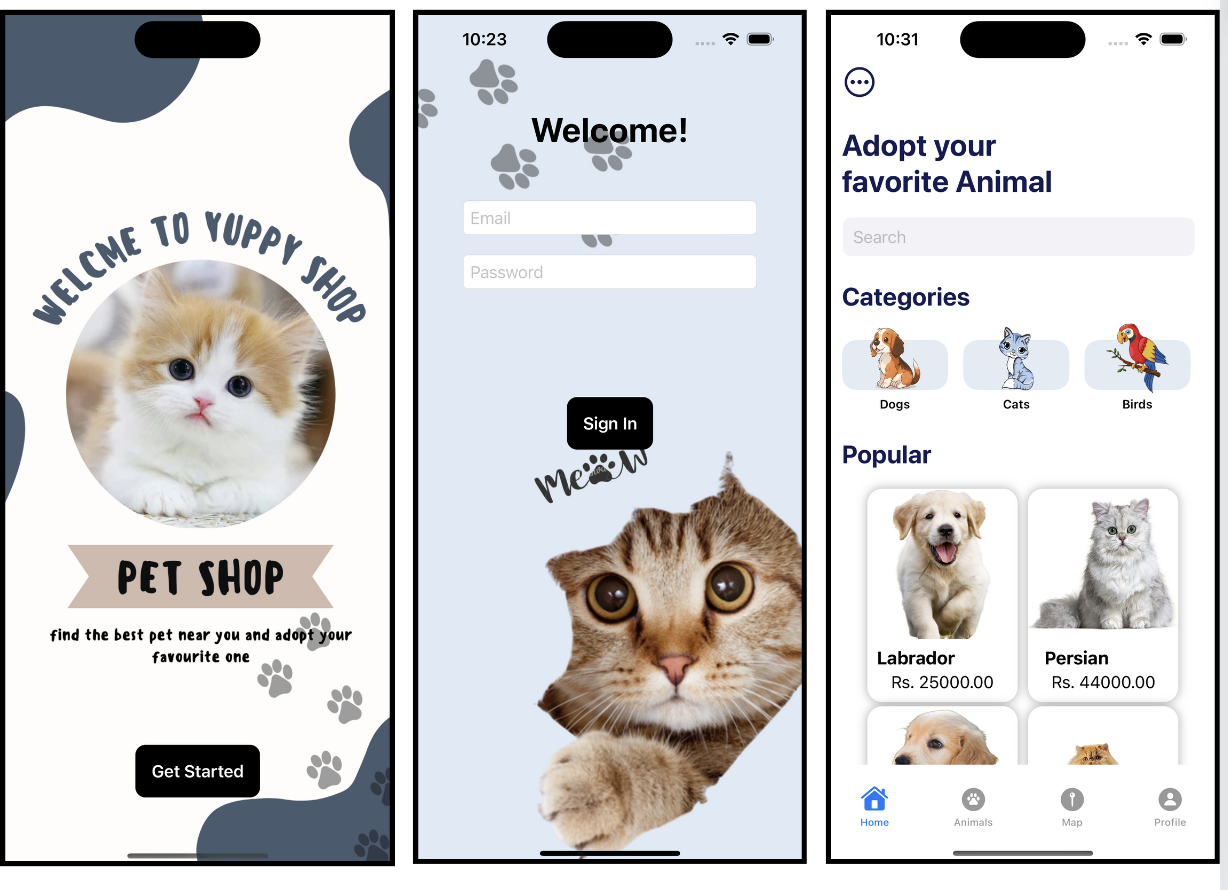 WELCME TO YUPPY SHOP
PET SHOP
find the best pet near you and adopt your
favourite one
Get Started
10:23
Welcome!
Email
Password
Sign In
Meow
10:31
Adopt your
favorite Animal
Search
Categories
Dogs
Cats
Birds
Popular
Labrador
Rs. 25000.00
Persian
Rs. 44000.00
Home
Animals
Map
Profile